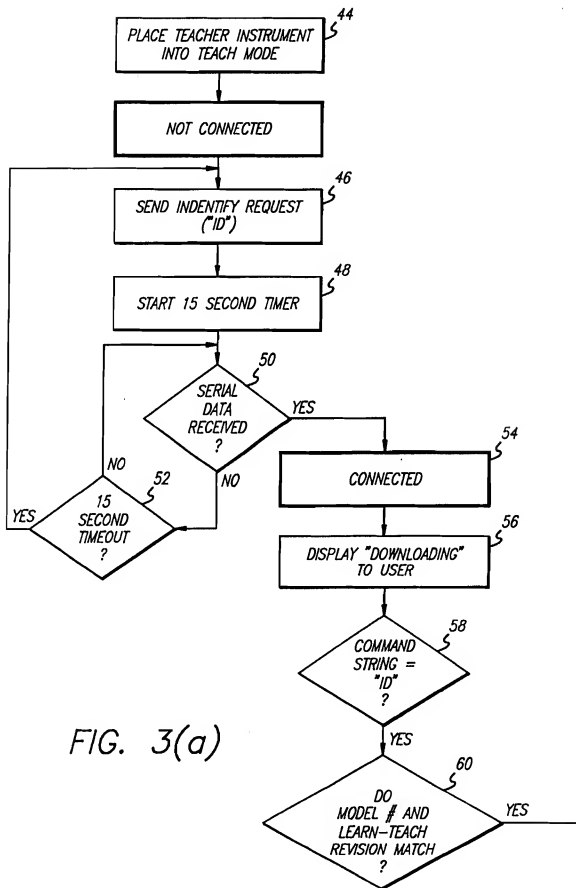 44
PLACE TEACHER INSTRUMENT
INTO TEACH MODE
NOT CONNECTED
46
SEND INDENTIFY REQUEST
("ID")
48
START 15 SECOND TIMER
50
SERIAL
DATA
RECEIVED
?
YES
NO
52
15
SECOND
TIMEOUT
?
NO
YES
54
CONNECTED
56
DISPLAY "DOWNLOADING"
TO USER
58
COMMAND
STRING =
"ID"
?
YES
60
DO
MODEL # AND
LEARN-TEACH
REVISION MATCH
?
YES
FIG. 3(a)